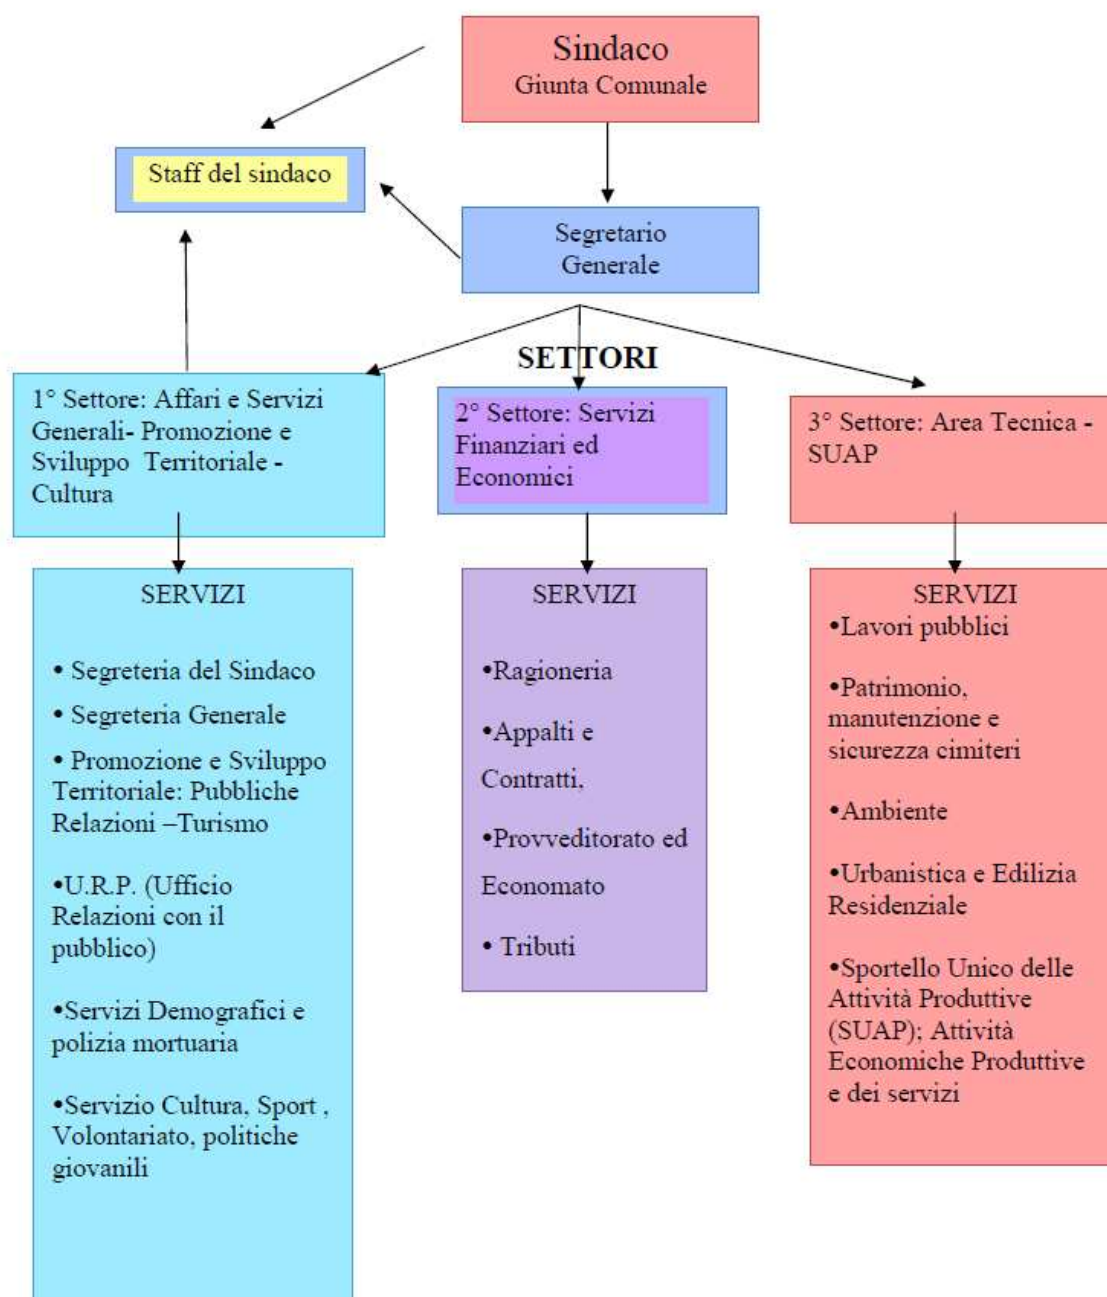 Sindaco
Giunta Comunale
Staff del sindaco
Segretario
Generale
SETTORI
1° Settore: Affari e Servizi
Generali- Promozione e
Sviluppo Territoriale -
Cultura
2° Settore: Servizi
Finanziari ed
Economici
3° Settore: Area Tecnica -
SUAP
SERVIZI
• Segreteria del Sindaco
• Segreteria Generale
• Promozione e Sviluppo
Territoriale: Pubbliche
Relazioni –Turismo
•U.R.P. (Ufficio
Relazioni con il
pubblico)
•Servizi Demografici e
polizia mortuaria
•Servizio Cultura, Sport ,
Volontariato, politiche
giovanili
SERVIZI
•Ragioneria
•Appalti e
Contratti,
•Provveditorato ed
Economato
• Tributi
SERVIZI
•Lavori pubblici
•Patrimonio,
manutenzione e
sicurezza cimiteri
•Ambiente
•Urbanistica e Edilizia
Residenziale
•Sportello Unico delle
Attività Produttive
(SUAP); Attività
Economiche Produttive
e dei servizi